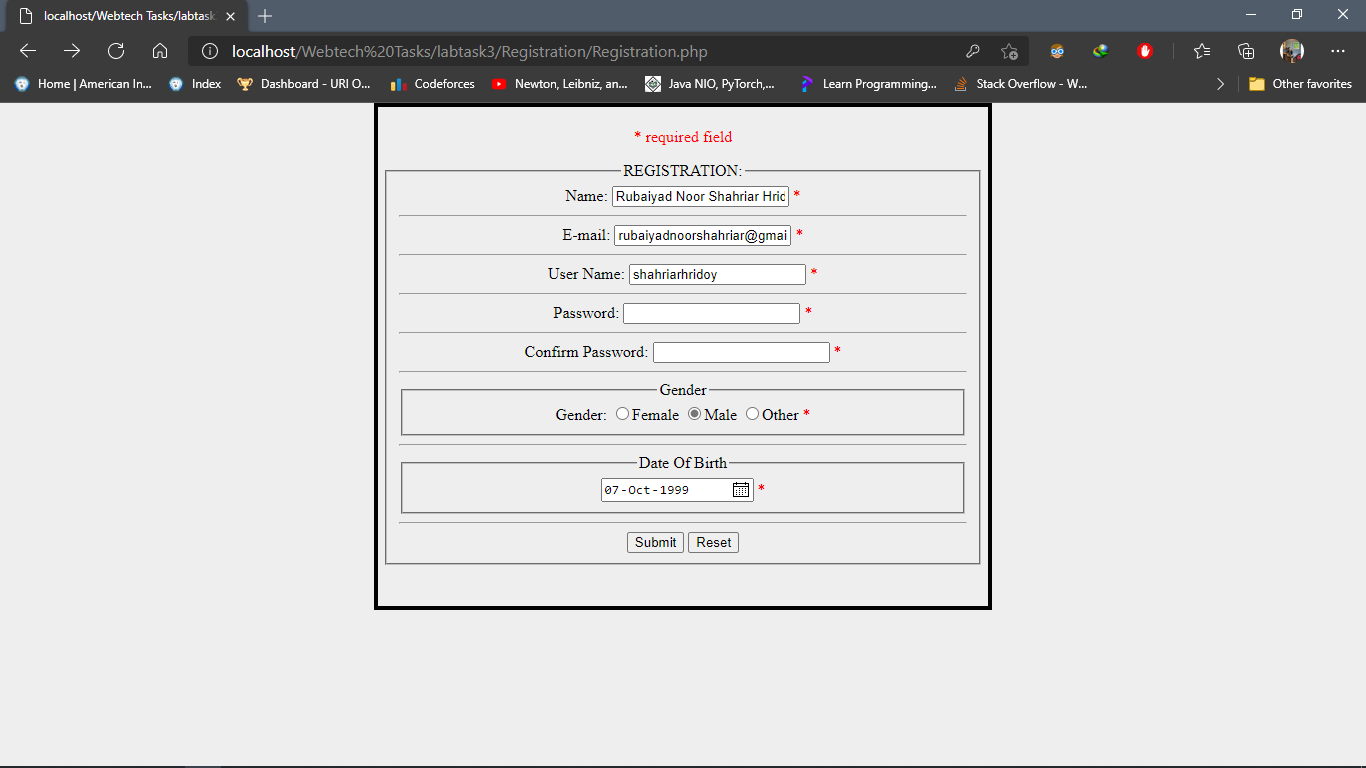 localhost/Webtech Tasks/labtask
localhost/Webtech%20Tasks/labtask3/Registration/Registration.php
Home | American In... Index Dashboard - URI O... Codeforces Newton, Leibniz, an... Java NIO, PyTorch,... Learn Programming... Stack Overflow - W... Other favorites
* required field
REGISTRATION:
Name: Rubaiyad Noor Shahriar Hrid *
E-mail: rubaiyadnoorshahriar@gmai *
User Name: shahriarhridoy *
Password: *
Confirm Password: *
Gender
Gender: Female Male Other *
Date Of Birth
07-Oct-1999 *
Submit Reset